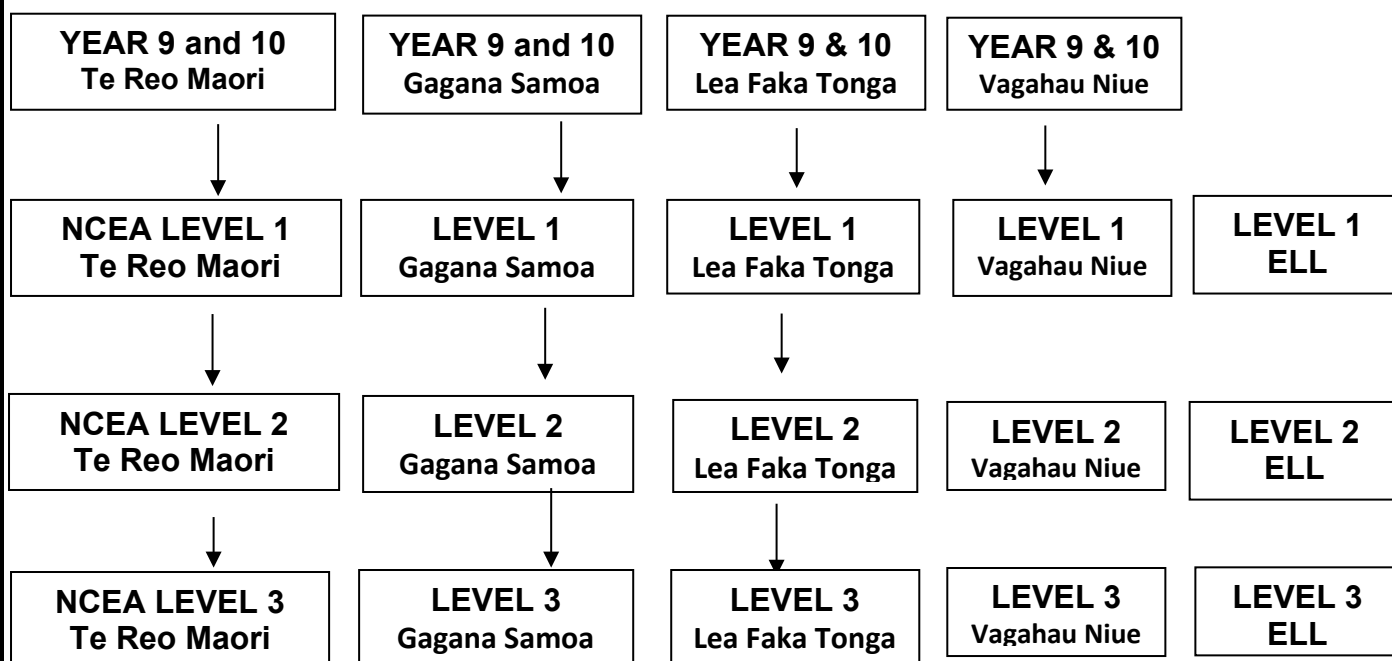 YEAR 9 and 10
Te Reo Maori
YEAR 9 and 10
Gagana Samoa
YEAR 9 & 10
Lea Faka Tonga
YEAR 9 & 10
Vagahau Niue
NCEA LEVEL 1
Te Reo Maori
LEVEL 1
Gagana Samoa
LEVEL 1
Lea Faka Tonga
LEVEL 1
Vagahau Niue
LEVEL 1
ELL
NCEA LEVEL 2
Te Reo Maori
LEVEL 2
Gagana Samoa
LEVEL 2
Lea Faka Tonga
LEVEL 2
Vagahau Niue
LEVEL 2
ELL
NCEA LEVEL 3
Te Reo Maori
LEVEL 3
Gagana Samoa
LEVEL 3
Lea Faka Tonga
LEVEL 3
Vagahau Niue
LEVEL 3
ELL